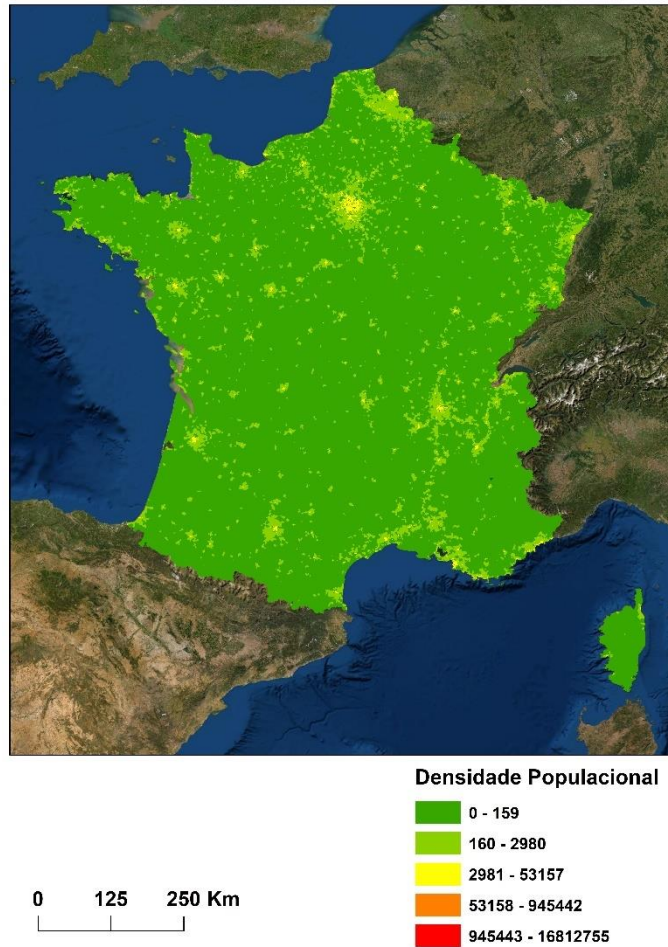 Densidade Populacional
0 - 159
160 - 2980
2981 - 53157
53158 - 945442
945443 - 16812755
0 125 250 Km